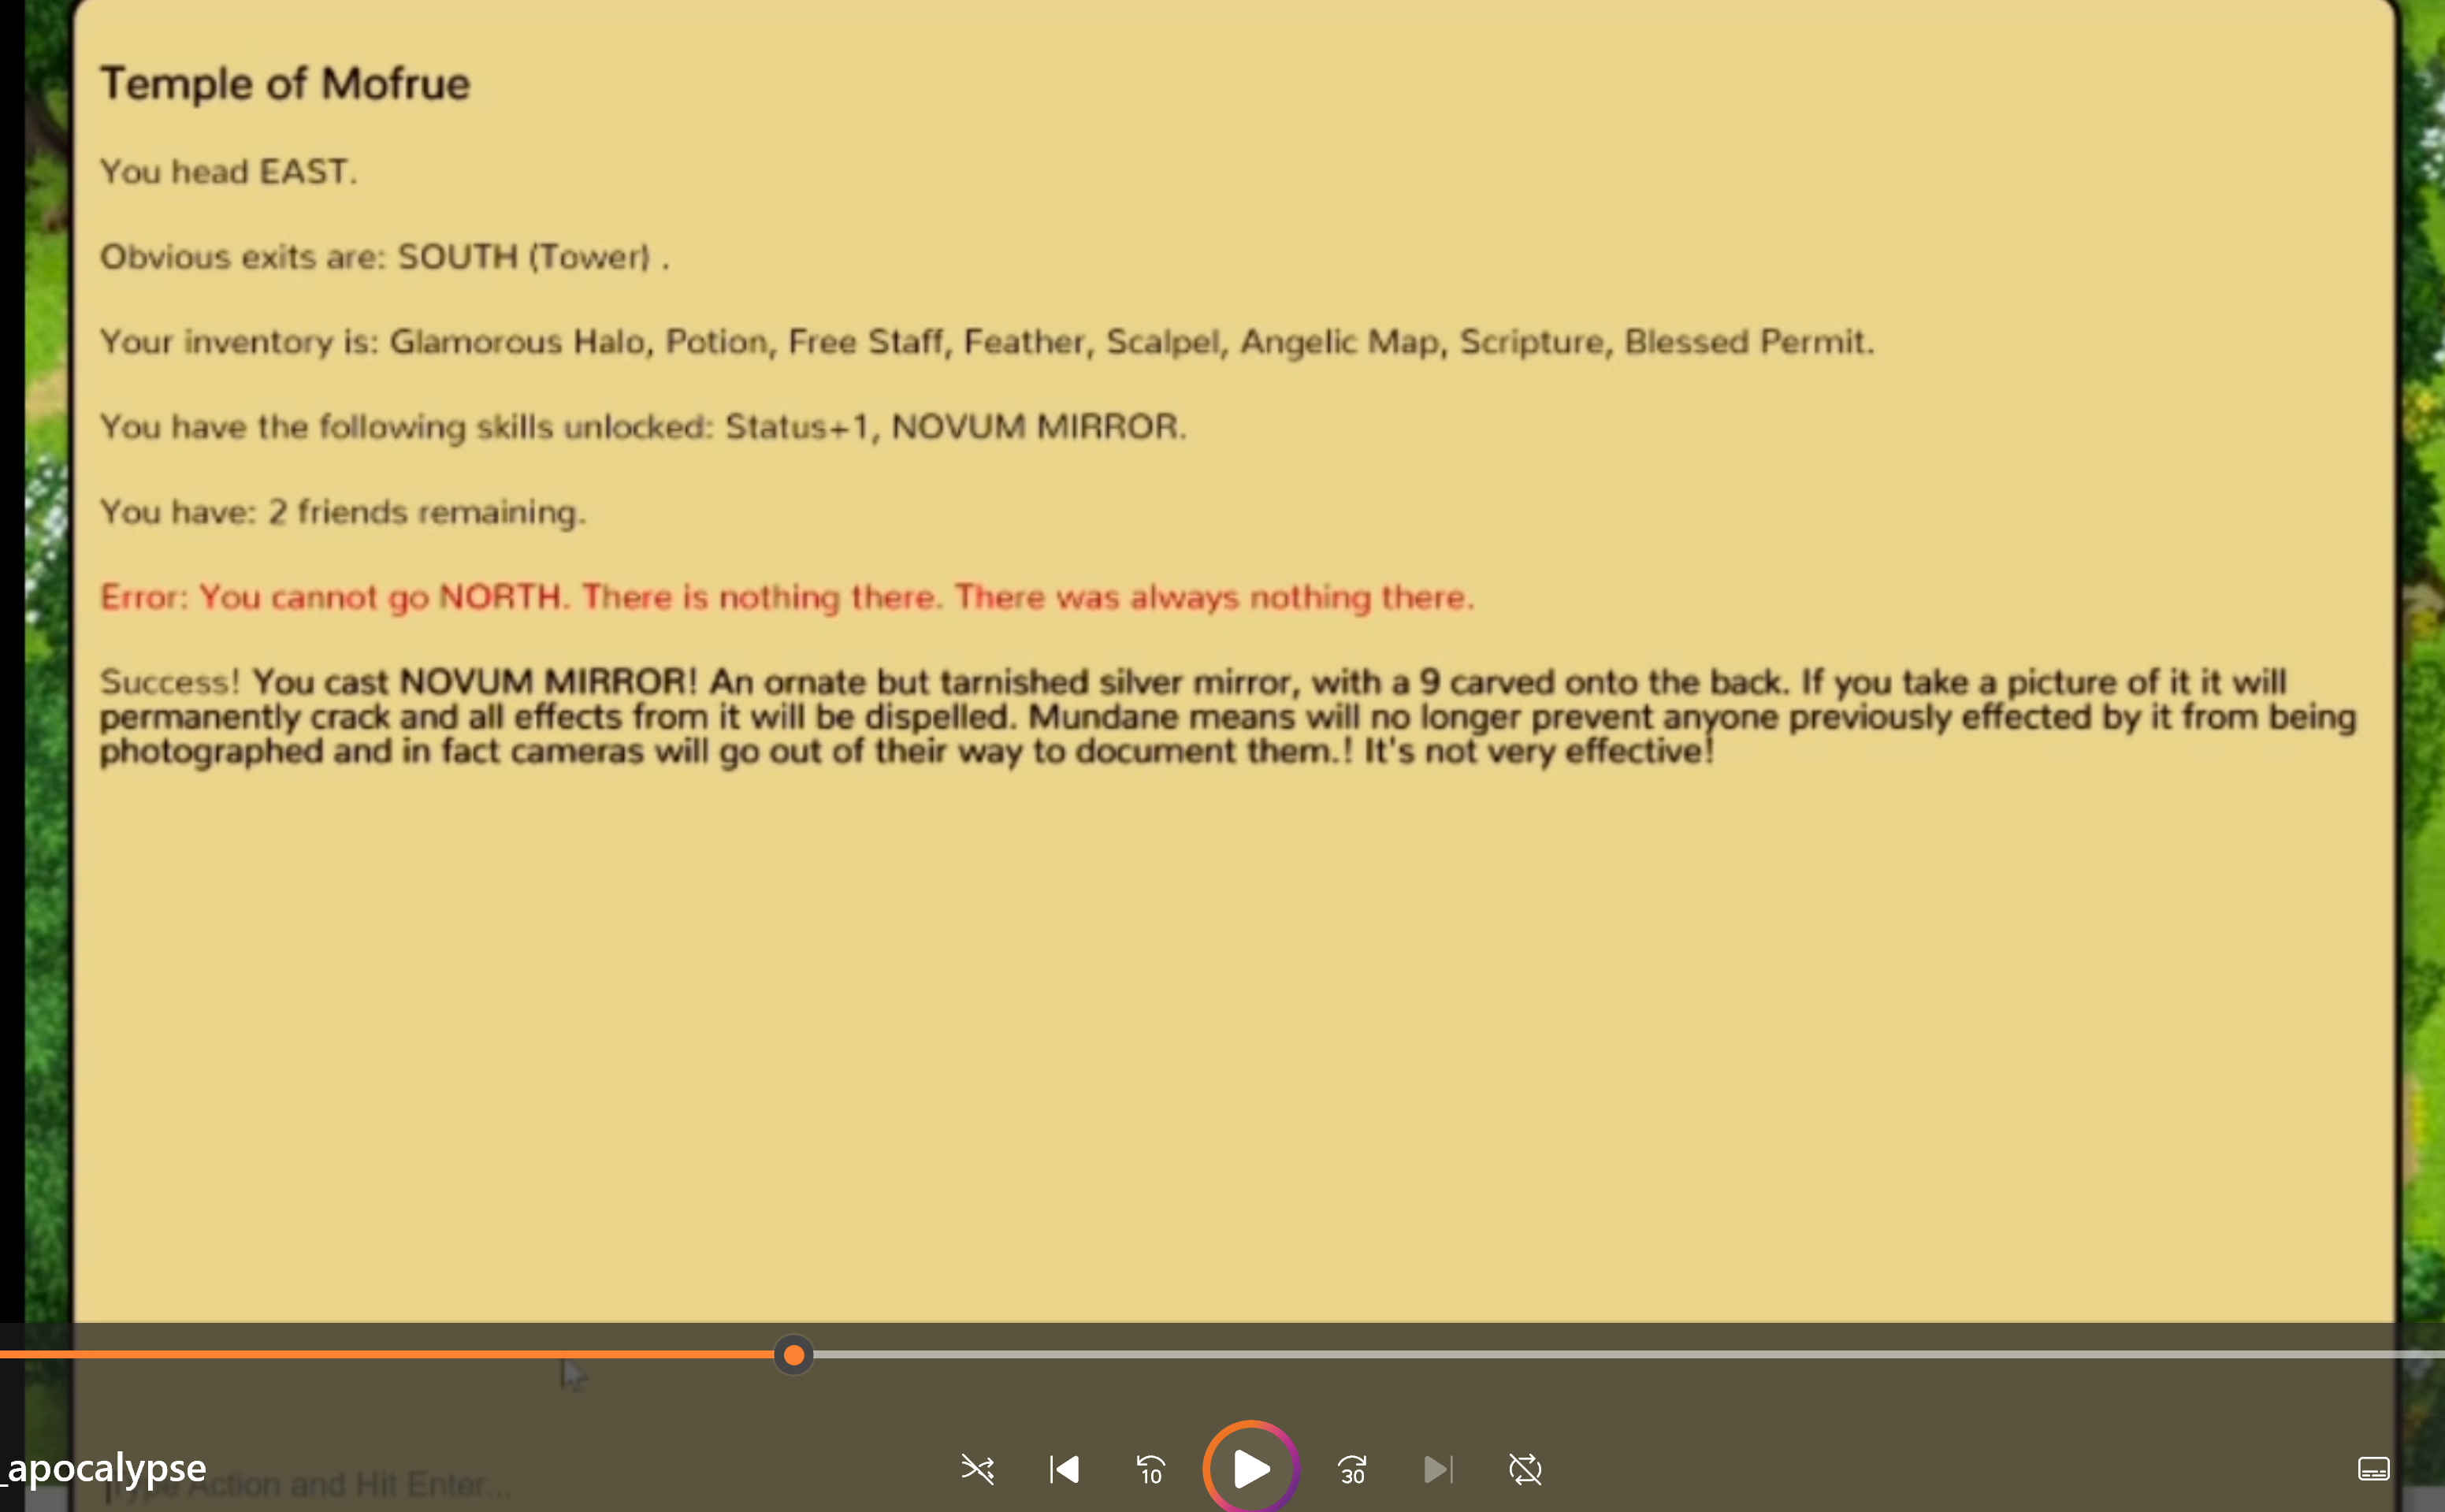 Temple of Mofrue
You head EAST.
Obvious exits are: SOUTH (Tower) .
Your inventory is: Glamorous Halo, Potion, Free Staff, Feather, Scalpel, Angelic Map, Scripture, Blessed Permit.
You have the following skills unlocked: Status+1, NOVUM MIRROR.
You have: 2 friends remaining.
Error: You cannot go NORTH. There is nothing there. There was always nothing there.
Success! You cast NOVUM MIRROR! An ornate but tarnished silver mirror, with a 9 carved onto the back. If you take a picture of it it will
permanently crack and all effects from it will be dispelled. Mundane means will no longer prevent anyone previously effected by it from being
photographed and in fact cameras will go out of their way to document them.! It's not very effective!
_apocalypse
Type Action and Hit Enter...
10
30